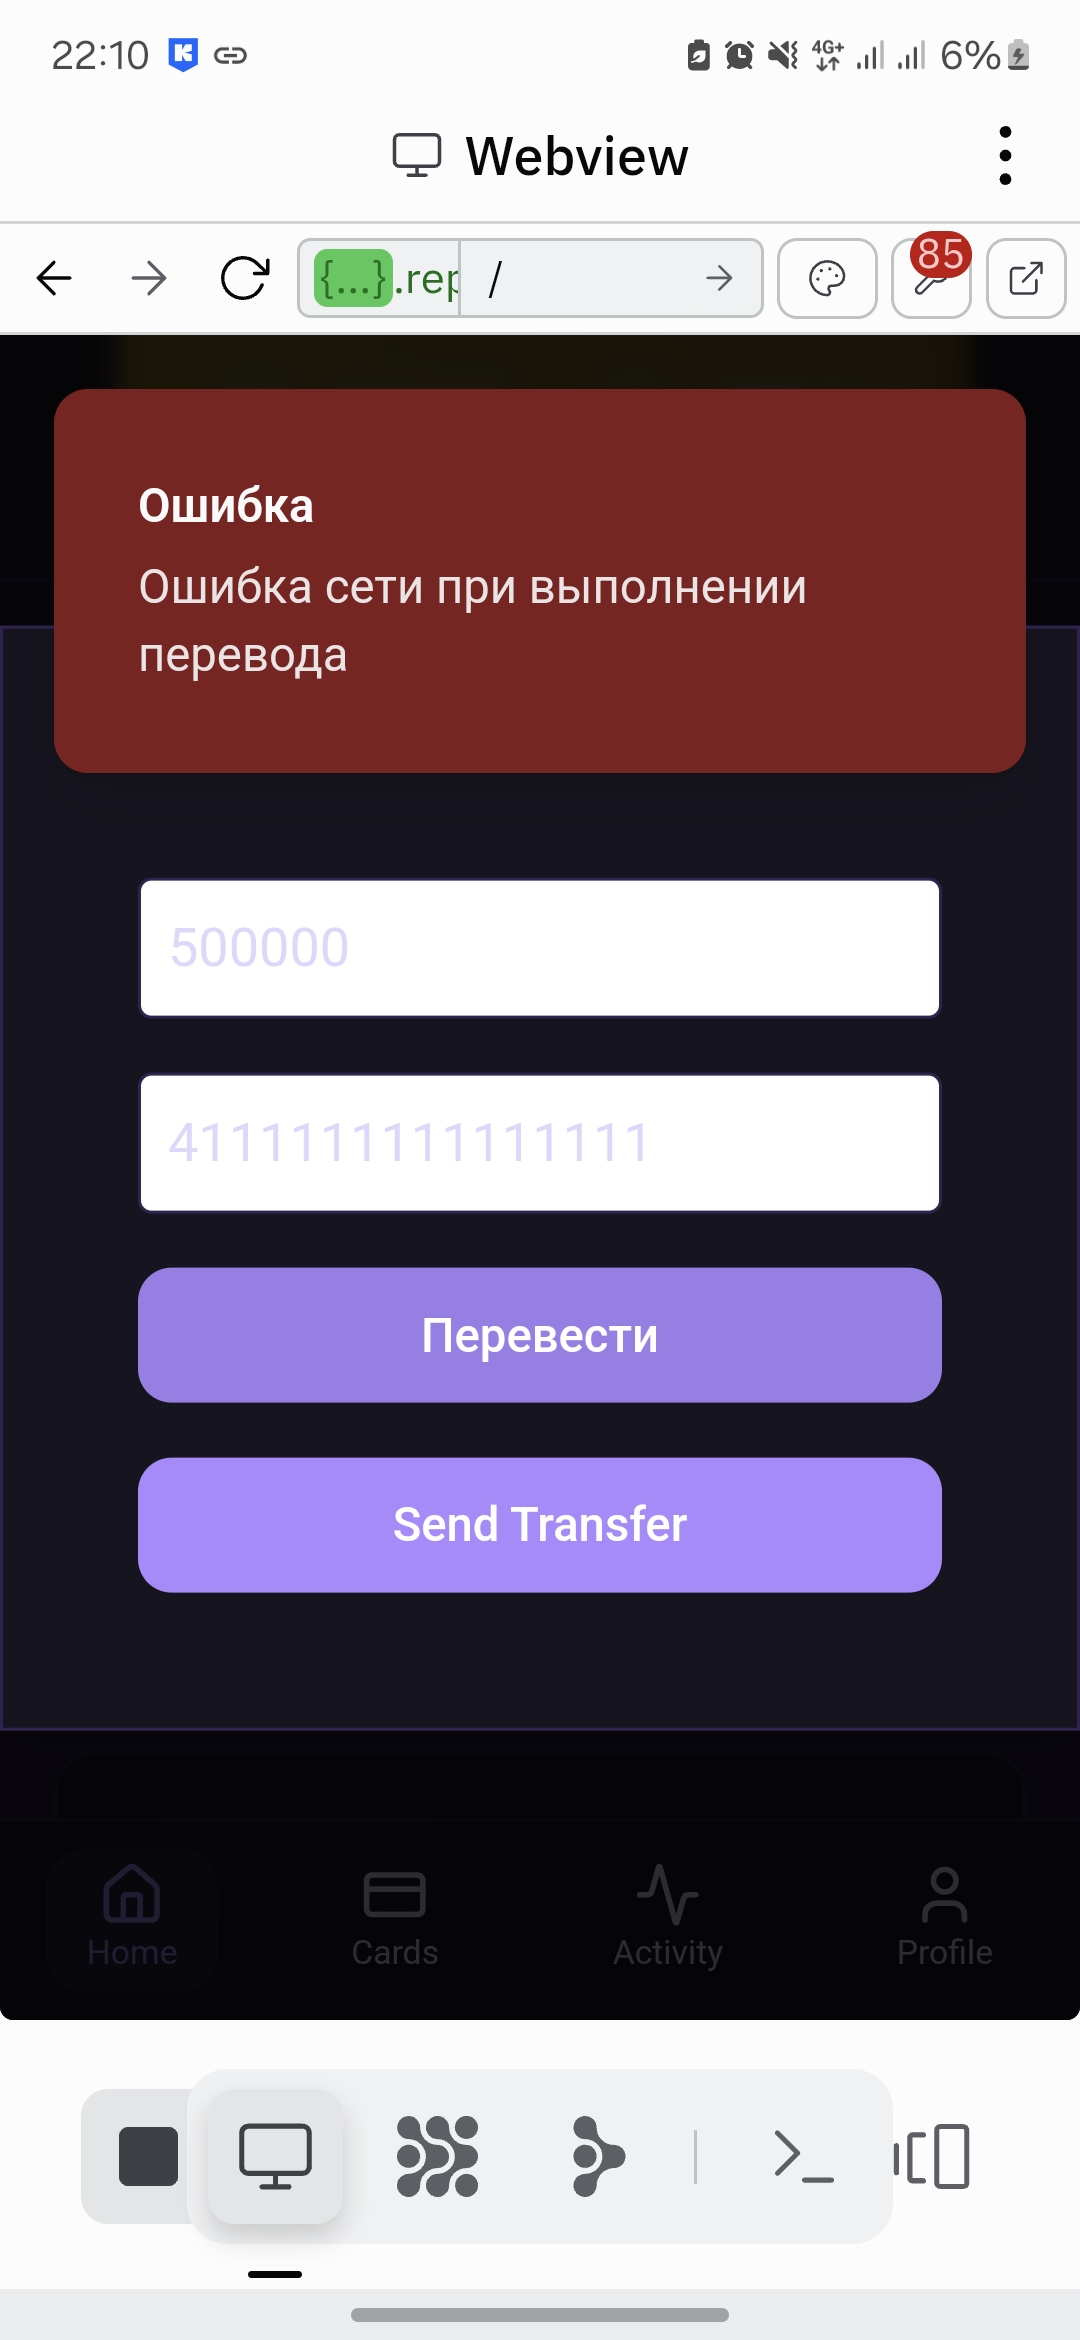 22:10
4G+
6%
Webview
{...}.rep
/
85
Ошибка
Ошибка сети при выполнении
перевода
500000
4111111111111111
Перевести
Send Transfer
Home
Cards
Activity
Profile